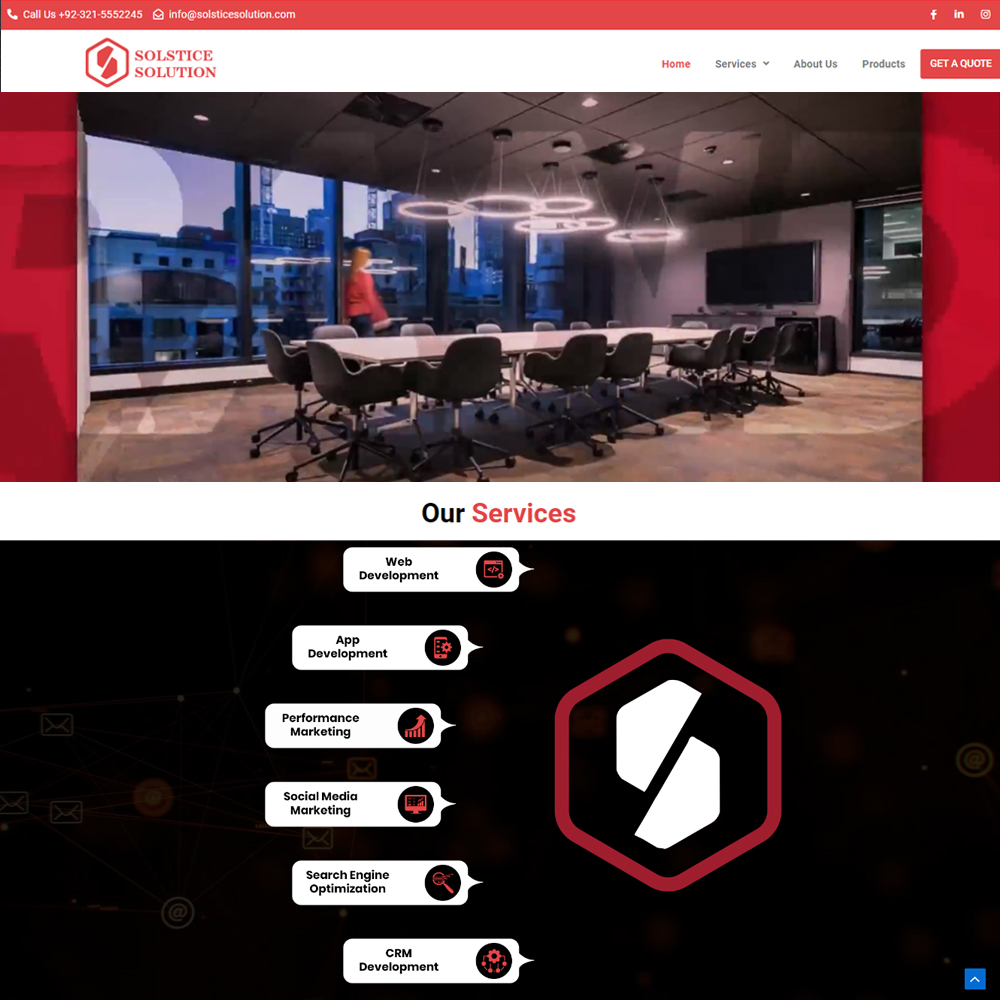 Call Us +92-321-5552245 info@solsticesolution.com
SOLSTICE
SOLUTION
Home Services About Us Products GET A QUOTE
Our Services
Web
Development
App
Development
Performance
Marketing
Social Media
Marketing
Search Engine
Optimization
CRM
Development